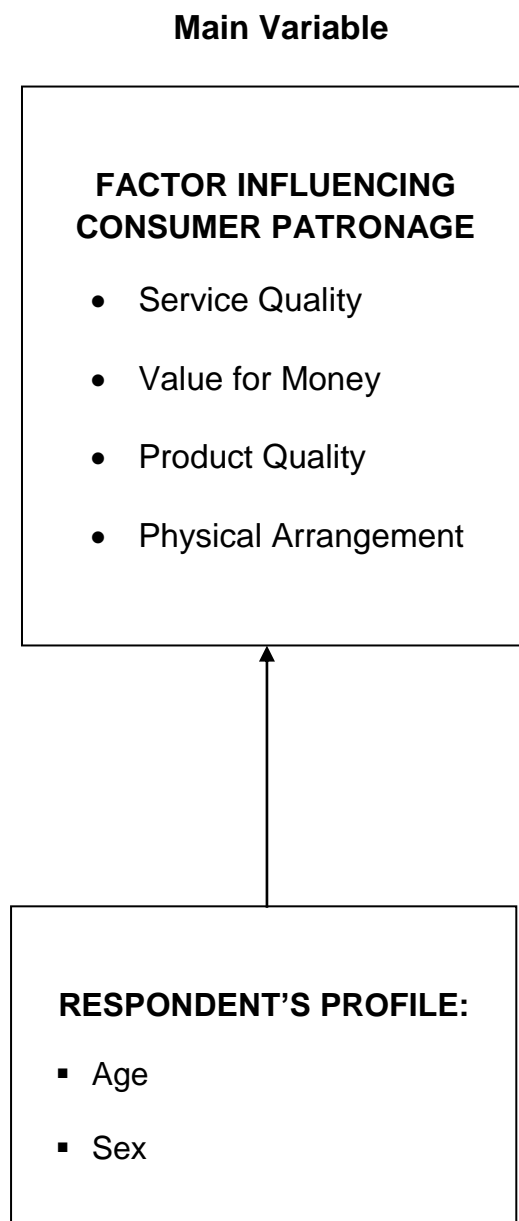 Main Variable
FACTOR INFLUENCING
CONSUMER PATRONAGE
• Service Quality
• Value for Money
• Product Quality
• Physical Arrangement
RESPONDENT’S PROFILE:
▪ Age
▪ Sex